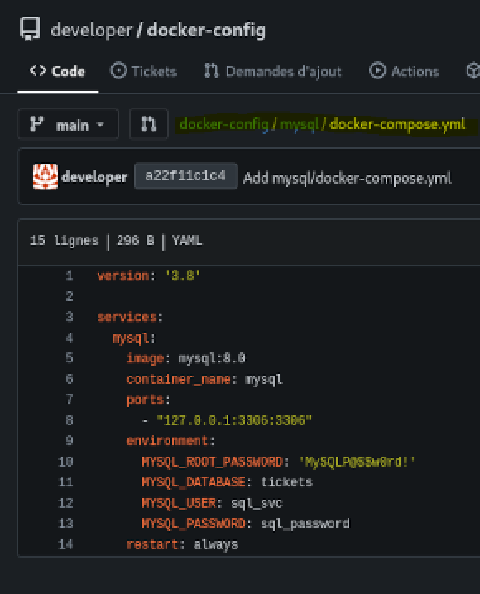 developer / docker-config
Code Tickets Demandes d'ajout Actions
main docker-config/mysql/docker-compose.yml
developer a22f11c1c4 Add mysql/docker-compose.yml
15 lignes | 296 B | YAML
1 version: '3.8'
2
3 services:
4 mysql:
5 image: mysql:8.0
6 container_name: mysql
7 ports:
8 - "127.0.0.1:3306:3306"
9 environment:
10 MYSQL_ROOT_PASSWORD: 'MySQLP@$$w0rd!'
11 MYSQL_DATABASE: tickets
12 MYSQL_USER: sql_svc
13 MYSQL_PASSWORD: sql_password
14 restart: always